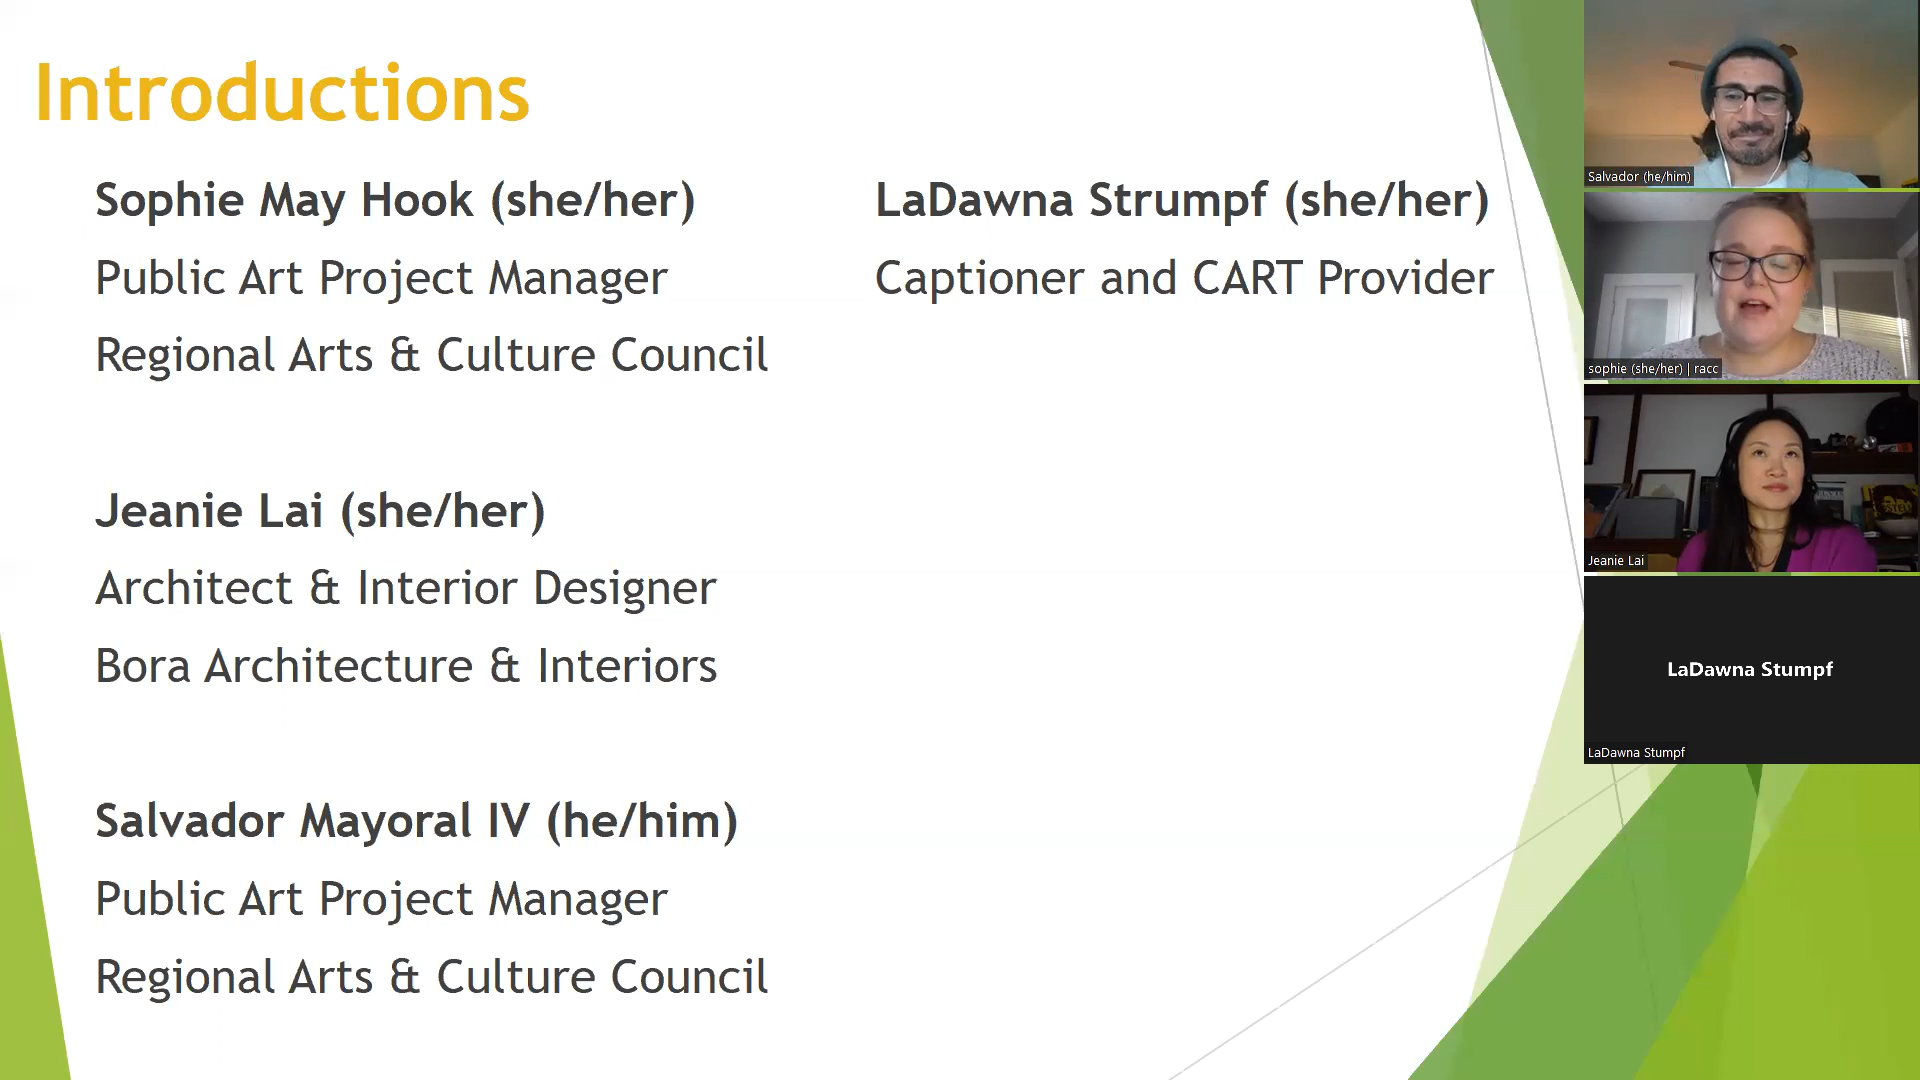 Introductions
Sophie May Hook (she/her)
Public Art Project Manager
Regional Arts & Culture Council
Jeanie Lai (she/her)
Architect & Interior Designer
Bora Architecture & Interiors
Salvador Mayoral IV (he/him)
Public Art Project Manager
Regional Arts & Culture Council
LaDawna Strumpf (she/her)
Captioner and CART Provider
Salvador (he/him)
sophie (she/her) | racc
Jeanie Lai
LaDawna Stumpf
LaDawna Stumpf